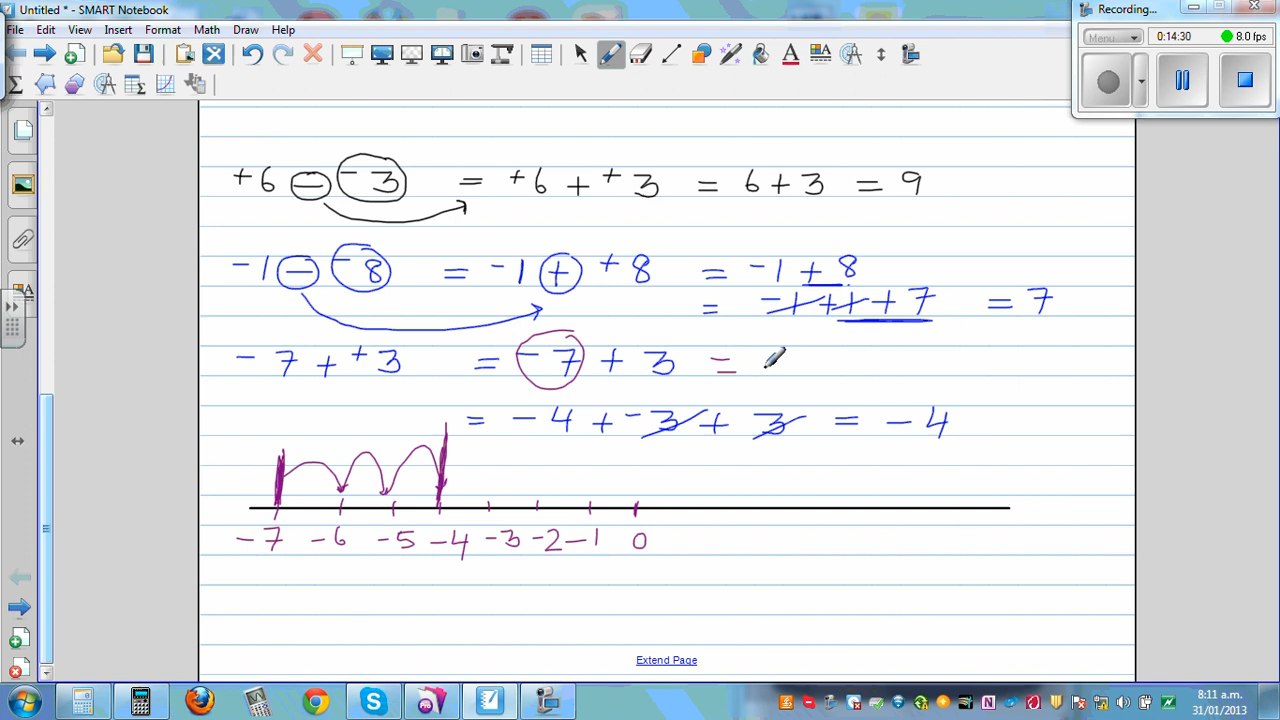 Untitled * - SMART Notebook
File Edit View Insert Format Math Draw Help
Recording...
Menu 0:14:30 8.0 fps
+6 − −3 = +6 + +3 = 6 + 3 = 9
−1 − −8 = −1 + +8 = −1 + 8
= −1 + 1 + 7 = 7
−7 + +3 = −7 + 3 =
= −4 + −3 + 3 = −4
−7 −6 −5 −4 −3 −2 −1 0
Extend Page
8:11 a.m.
31/01/2013